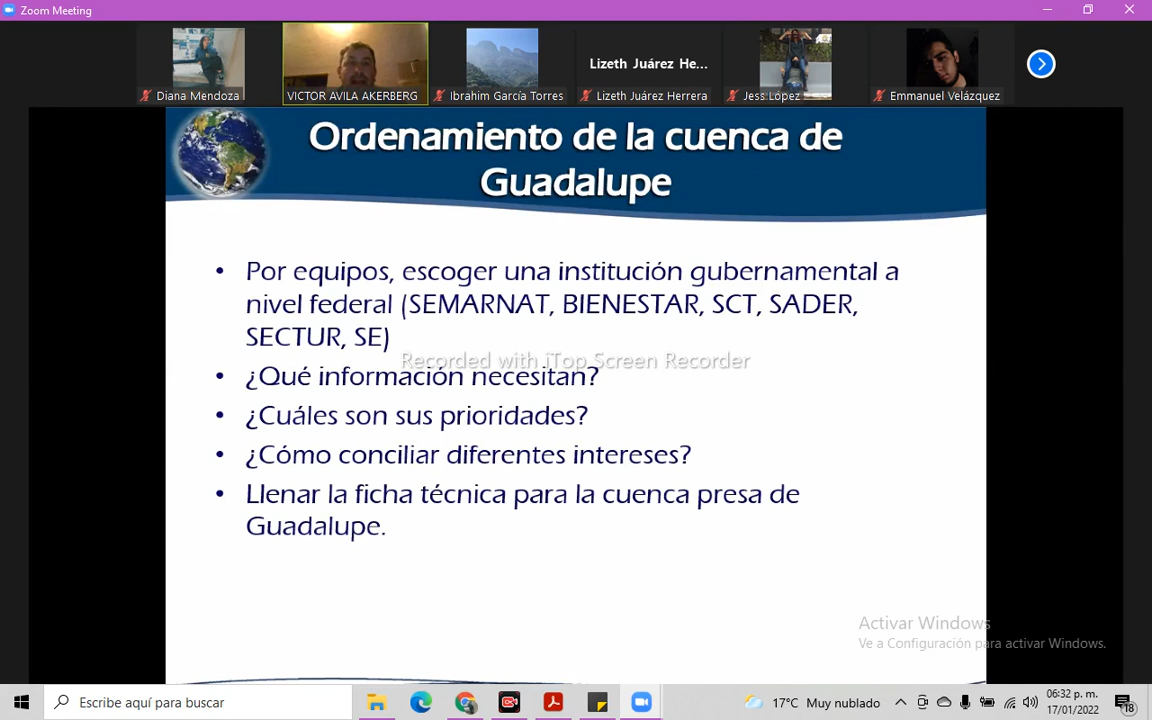 Zoom Meeting
Diana Mendoza
VICTOR AVILA AKERBERG
Ibrahim García Torres
Lizeth Juárez He...
Lizeth Juárez Herrera
Jess López
Emmanuel Velázquez
Ordenamiento de la cuenca de
Guadalupe
• Por equipos, escoger una institución gubernamental a
nivel federal (SEMARNAT, BIENESTAR, SCT, SADER,
SECTUR, SE)
Recorded with iTop Screen Recorder
• ¿Qué información necesitan?
• ¿Cuáles son sus prioridades?
• ¿Cómo conciliar diferentes intereses?
• Llenar la ficha técnica para la cuenca presa de
Guadalupe.
Activar Windows
Ve a Configuración para activar Windows.
Escribe aquí para buscar
17°C Muy nublado
06:32 p. m.
17/01/2022
18